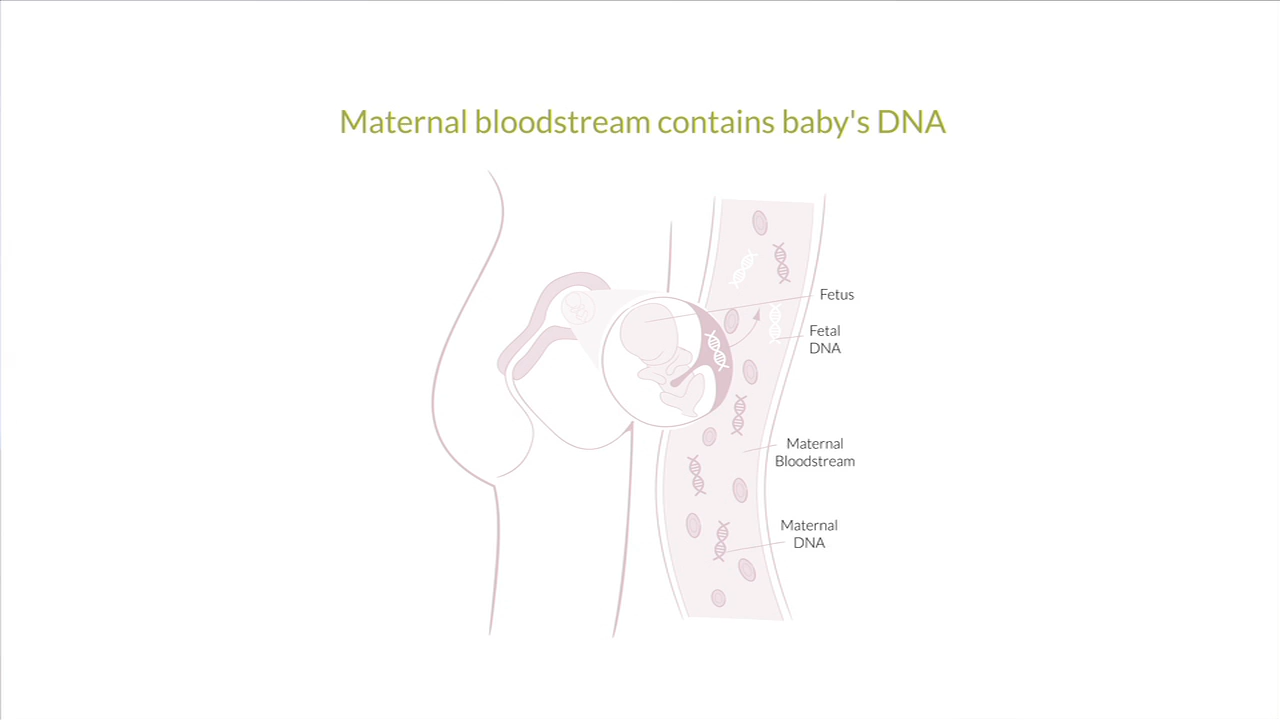 Maternal bloodstream contains baby's DNA
Fetus
Fetal
DNA
Maternal
Bloodstream
Maternal
DNA